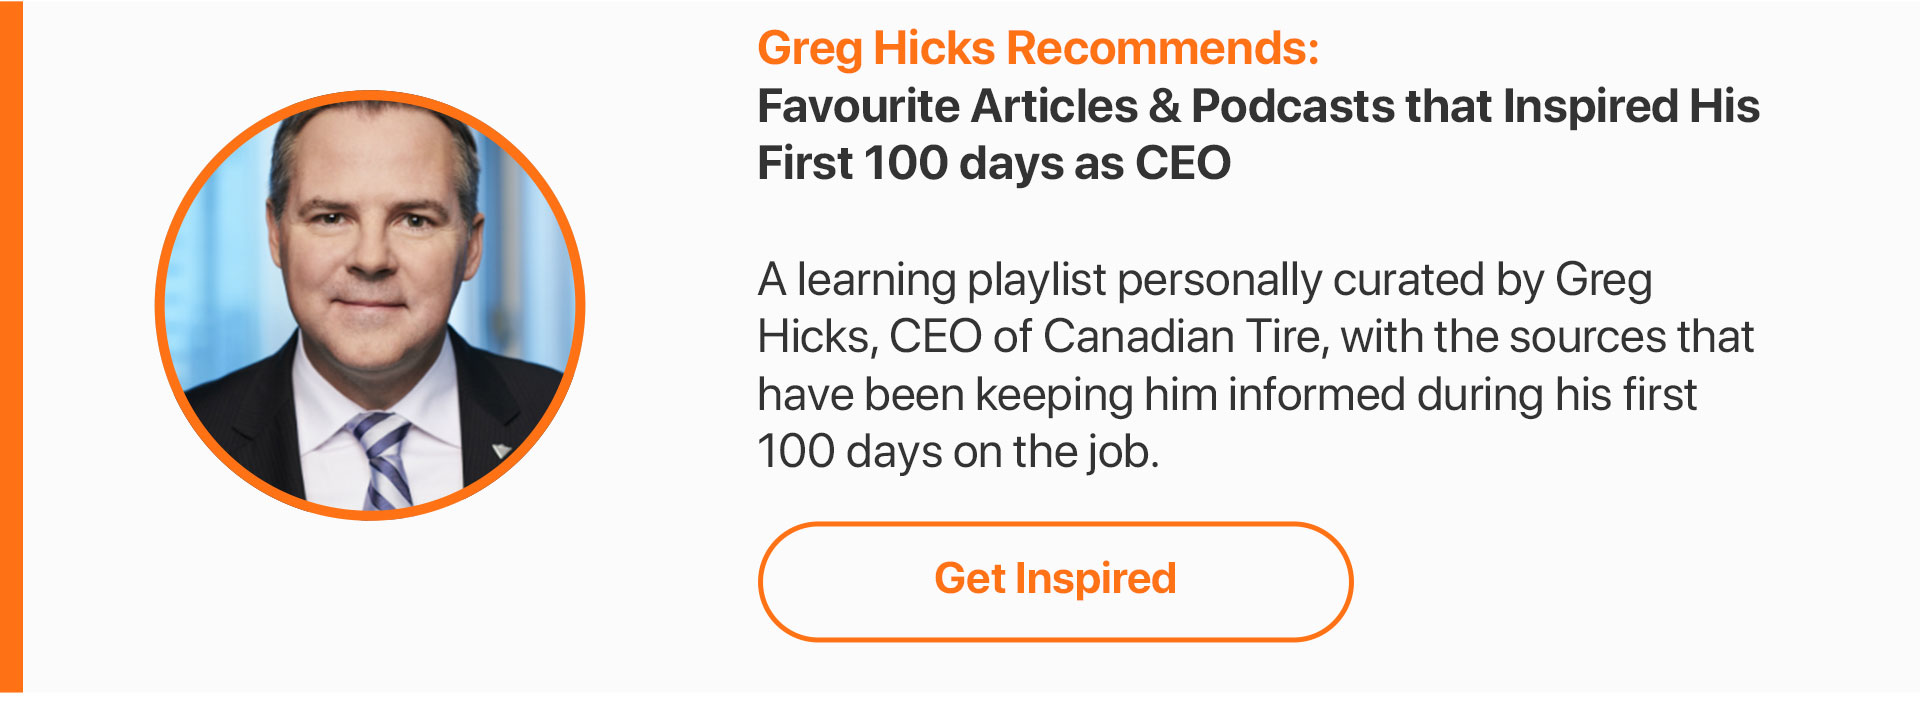 Greg Hicks Recommends:
Favourite Articles & Podcasts that Inspired His
First 100 days as CEO
A learning playlist personally curated by Greg
Hicks, CEO of Canadian Tire, with the sources that
have been keeping him informed during his first
100 days on the job.
Get Inspired